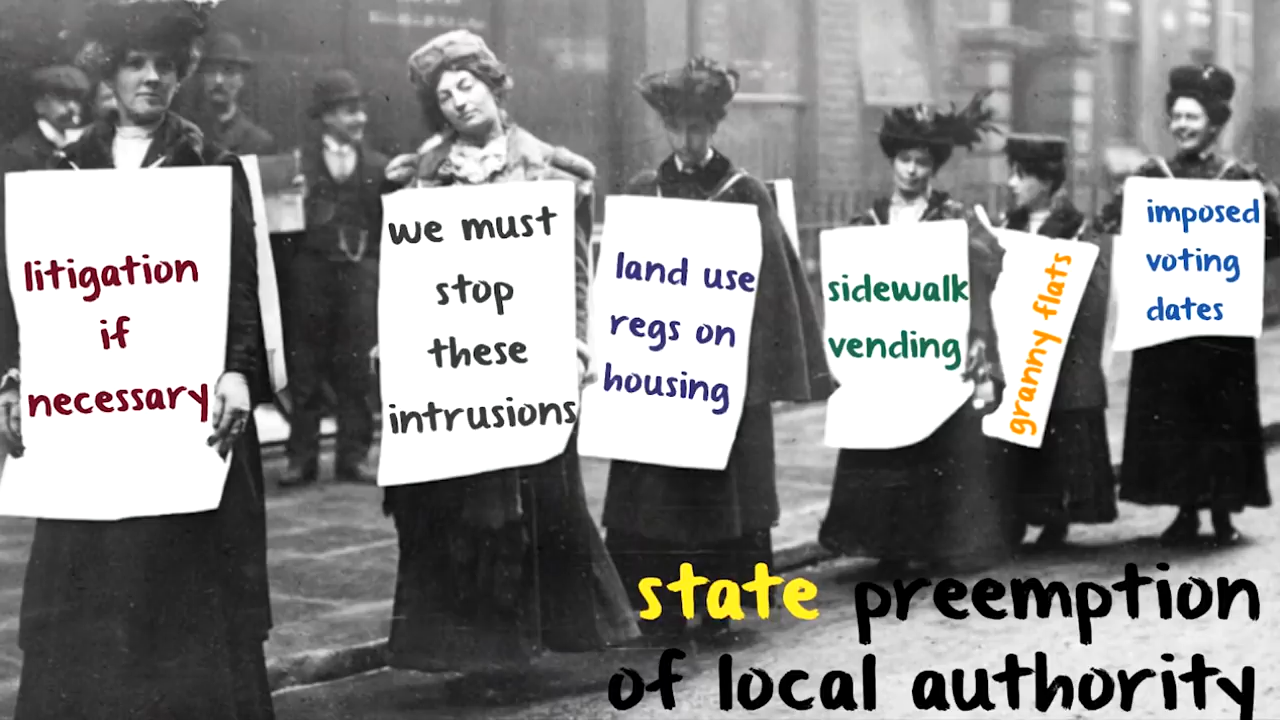 litigation
if
necessary
we must
stop
these
intrusions
land use
regs on
housing
sidewalk
vending
granny flats
imposed
voting
dates
state preemption
of local authority